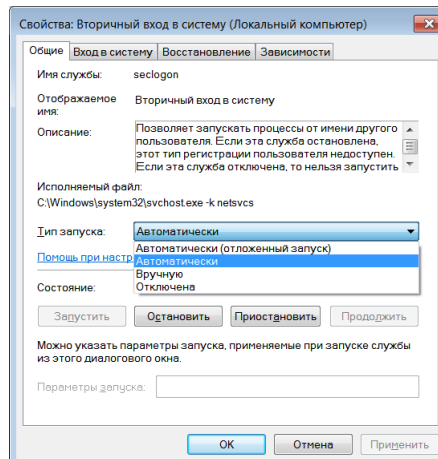 Свойства: Вторичный вход в систему (Локальный компьютер)
Общие Вход в систему Восстановление Зависимости
Имя службы: seclogon
Отображаемое имя: Вторичный вход в систему
Описание: Позволяет запускать процессы от имени другого
пользователя. Если эта служба остановлена,
этот тип регистрации пользователя недоступен.
Если эта служба отключена, то нельзя запустить
Исполняемый файл:
C:\Windows\system32\svchost.exe -k netsvcs
Тип запуска: Автоматически
Автоматически (отложенный запуск)
Помощь при настр Автоматически
Вручную
Состояние: Отключена
Запустить Остановить Приостановить Продолжить
Можно указать параметры запуска, применяемые при запуске службы
из этого диалогового окна.
Параметры запуска:
OK Отмена Применить